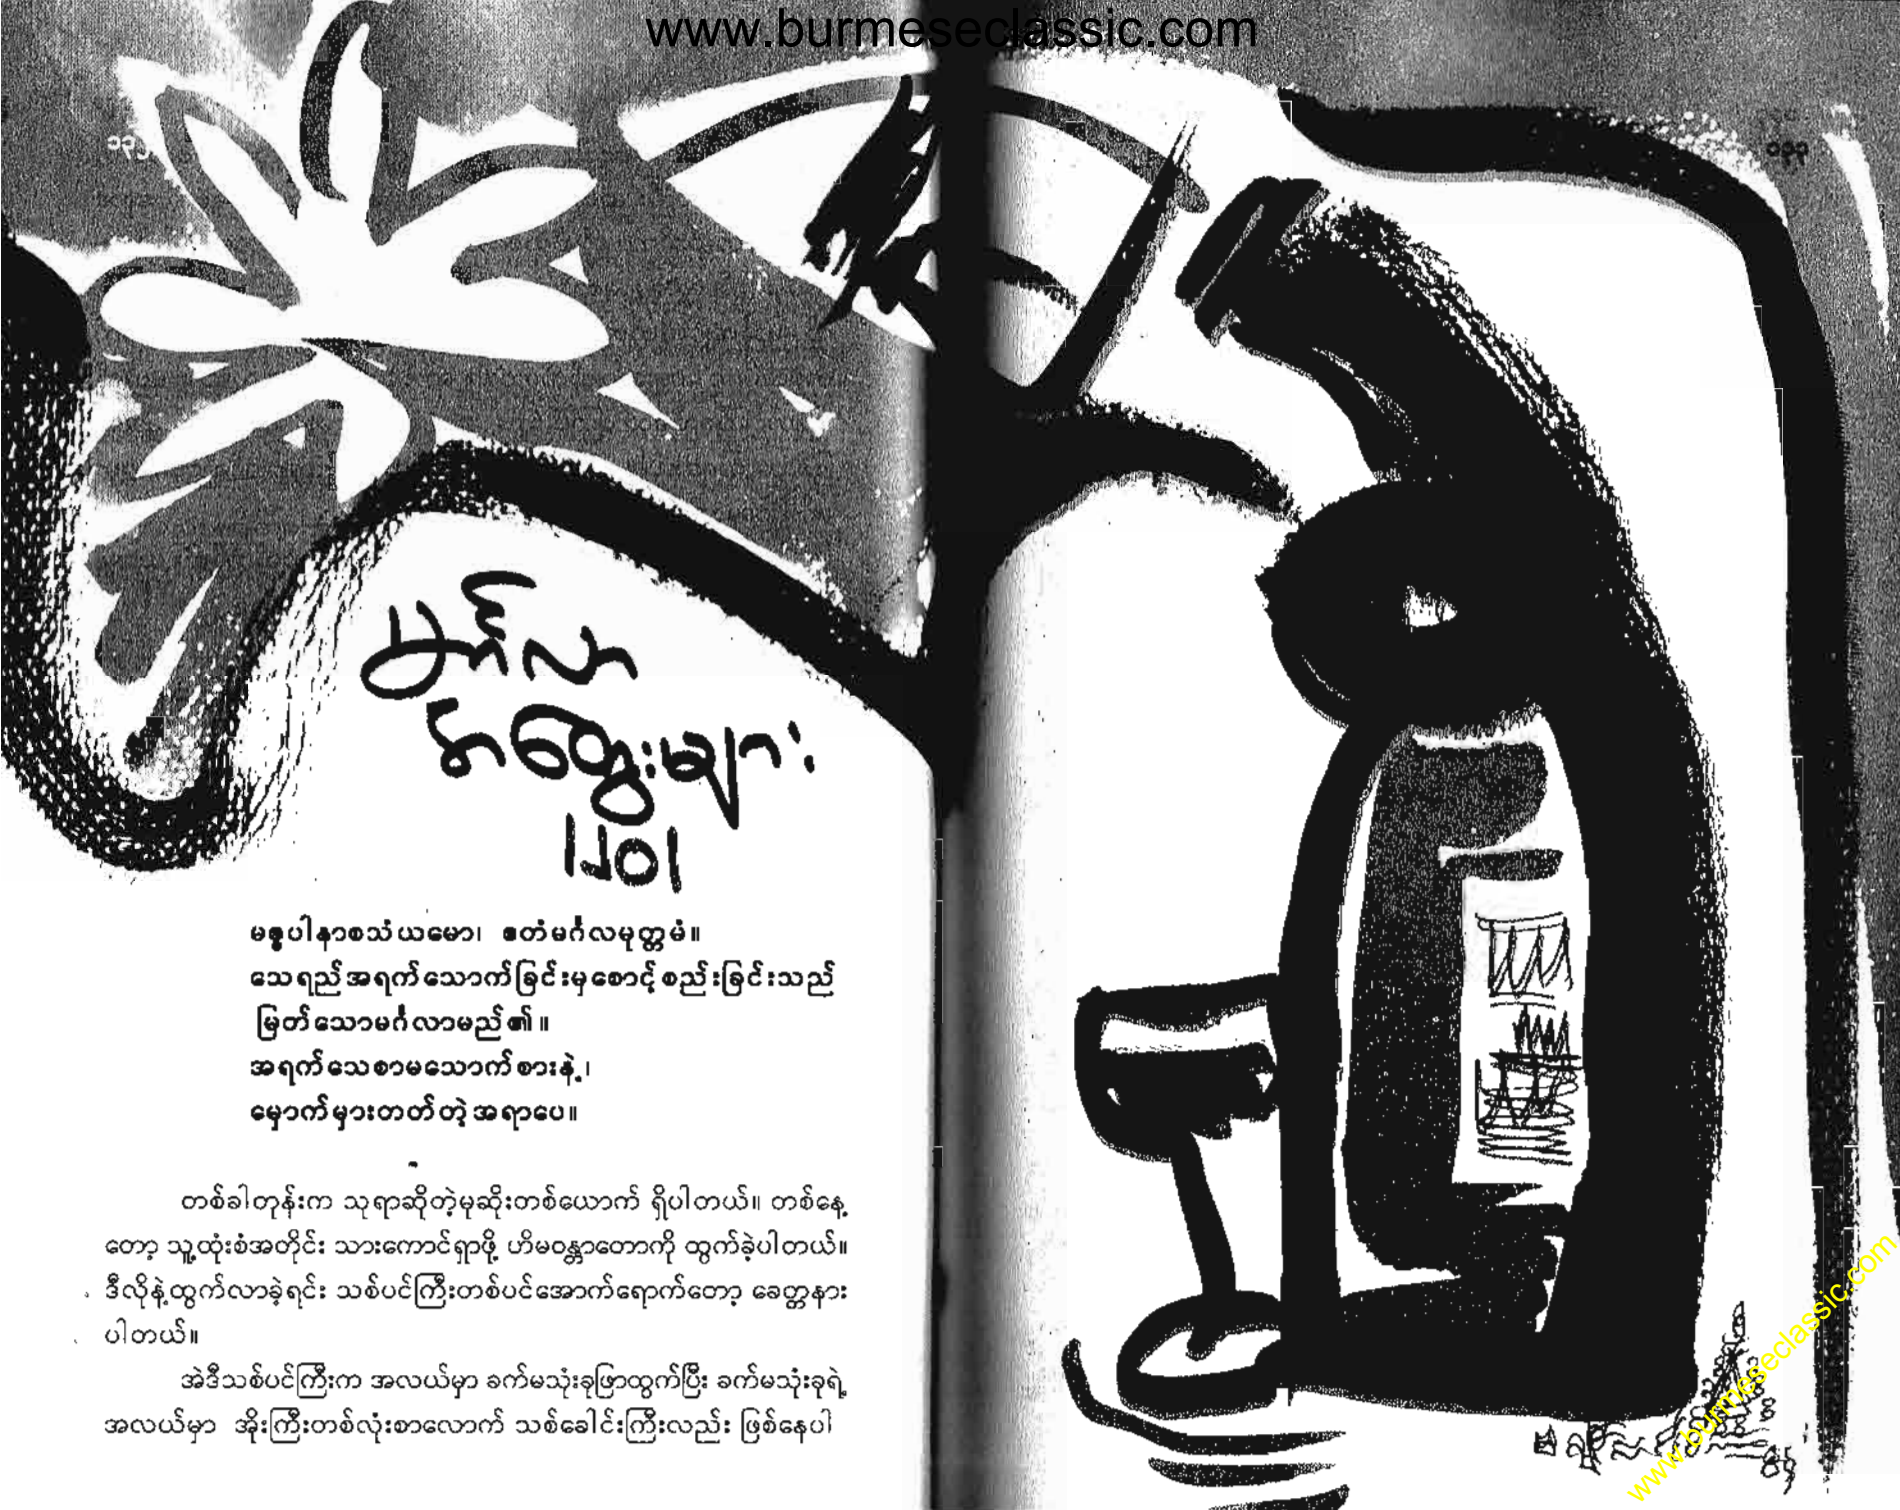 www.burmeseclassic.com
၁၃၂
၁၃၃
အတွေးများ
မဇ္ဇပါနာစသံယမော၊ ဧတံမင်္ဂလမုတ္တမံ။
သေရည်အရက်သောက်ခြင်းမှစောင့်စည်းခြင်းသည်
မြတ်သောမင်္ဂလာမည်၏။
အရက်သေစာမသောက်စားနဲ့၊
မှောက်မှားတတ်တဲ့အရာပေ။
တစ်ခါတုန်းက သုရာဆိုတဲ့မုဆိုးတစ်ယောက် ရှိပါတယ်။ တစ်နေ့
တော့ သူ့ထုံးစံအတိုင်း သားကောင်ရှာဖို့ ဟိမဝန္တာတောကို ထွက်ခဲ့ပါတယ်။
ဒီလိုနဲ့ထွက်လာခဲ့ရင်း သစ်ပင်ကြီးတစ်ပင်အောက်ရောက်တော့ ခေတ္တနား
ပါတယ်။
အဲဒီသစ်ပင်ကြီးက အလယ်မှာ ခက်မသုံးခုဖြာထွက်ပြီး ခက်မသုံးခုရဲ့
အလယ်မှာ အိုးကြီးတစ်လုံးစာလောက် သစ်ခေါင်းကြီးလည်း ဖြစ်နေပါ
www.burmeseclassic.com